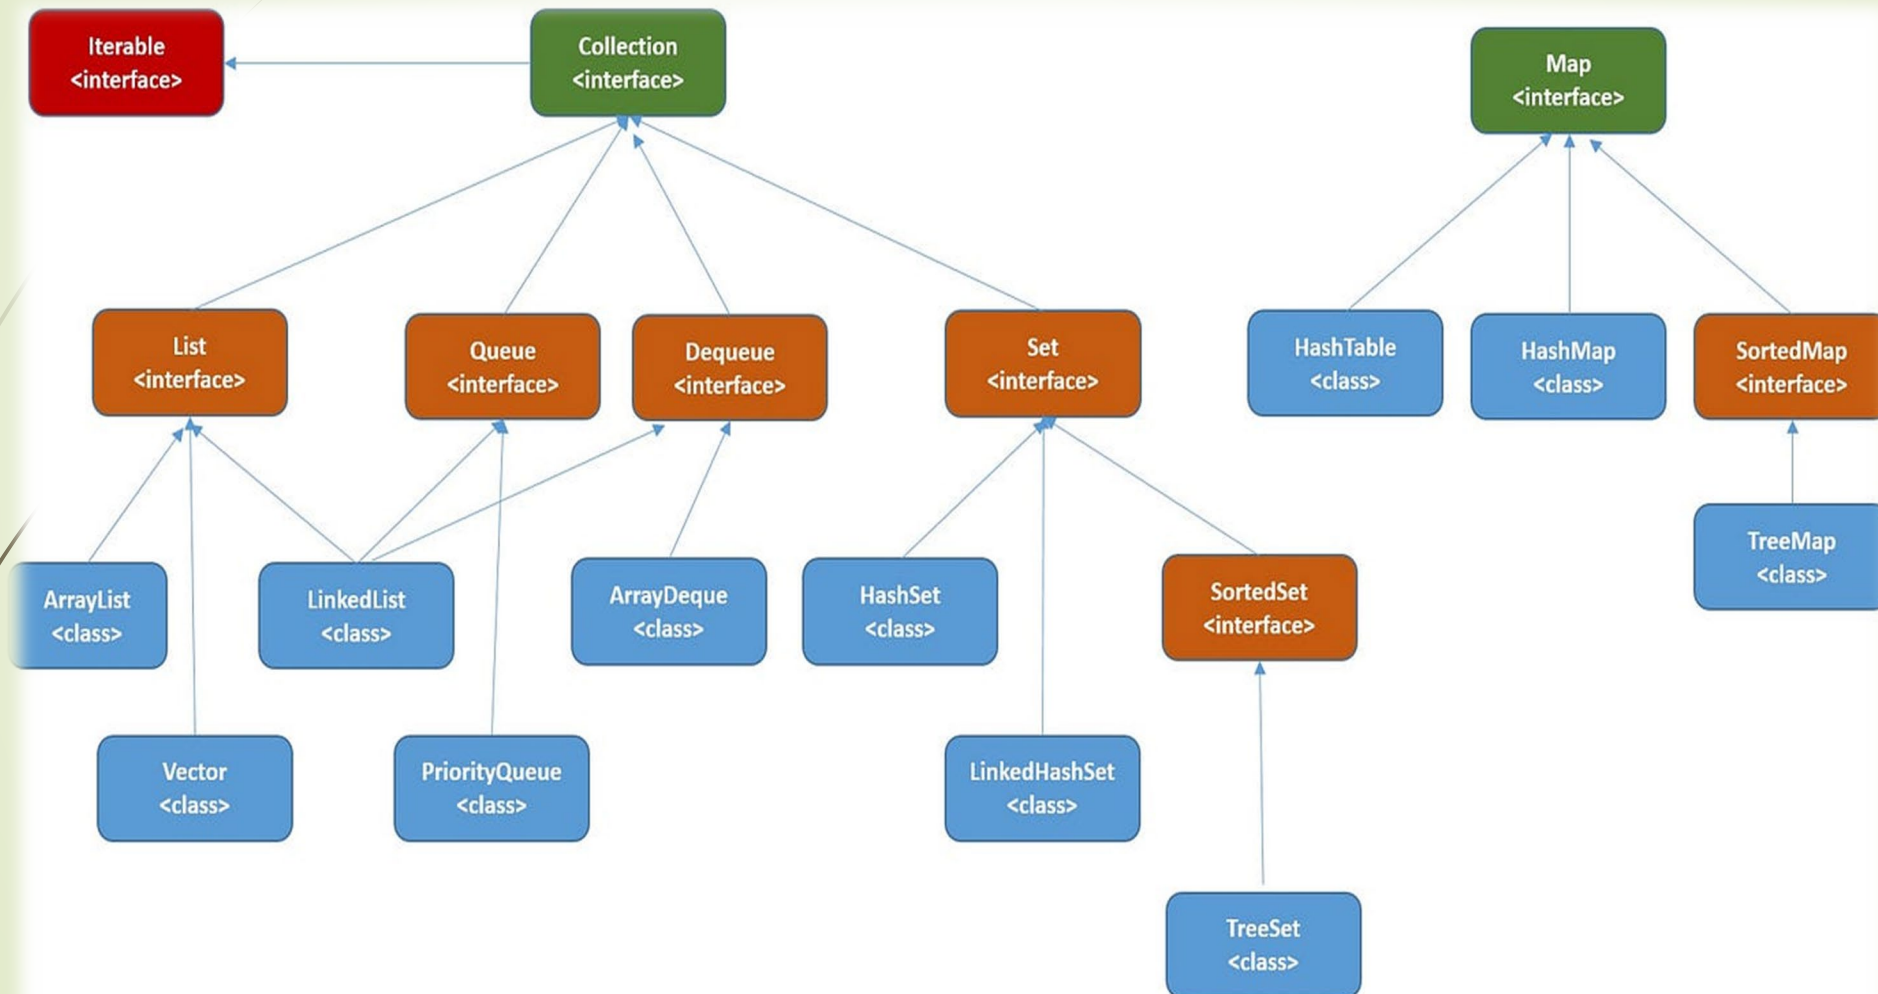 Iterable
<interface>
Collection
<interface>
Map
<interface>
List
<interface>
Queue
<interface>
Dequeue
<interface>
Set
<interface>
HashTable
<class>
HashMap
<class>
SortedMap
<interface>
ArrayList
<class>
LinkedList
<class>
ArrayDeque
<class>
HashSet
<class>
SortedSet
<interface>
TreeMap
<class>
Vector
<class>
PriorityQueue
<class>
LinkedHashSet
<class>
TreeSet
<class>